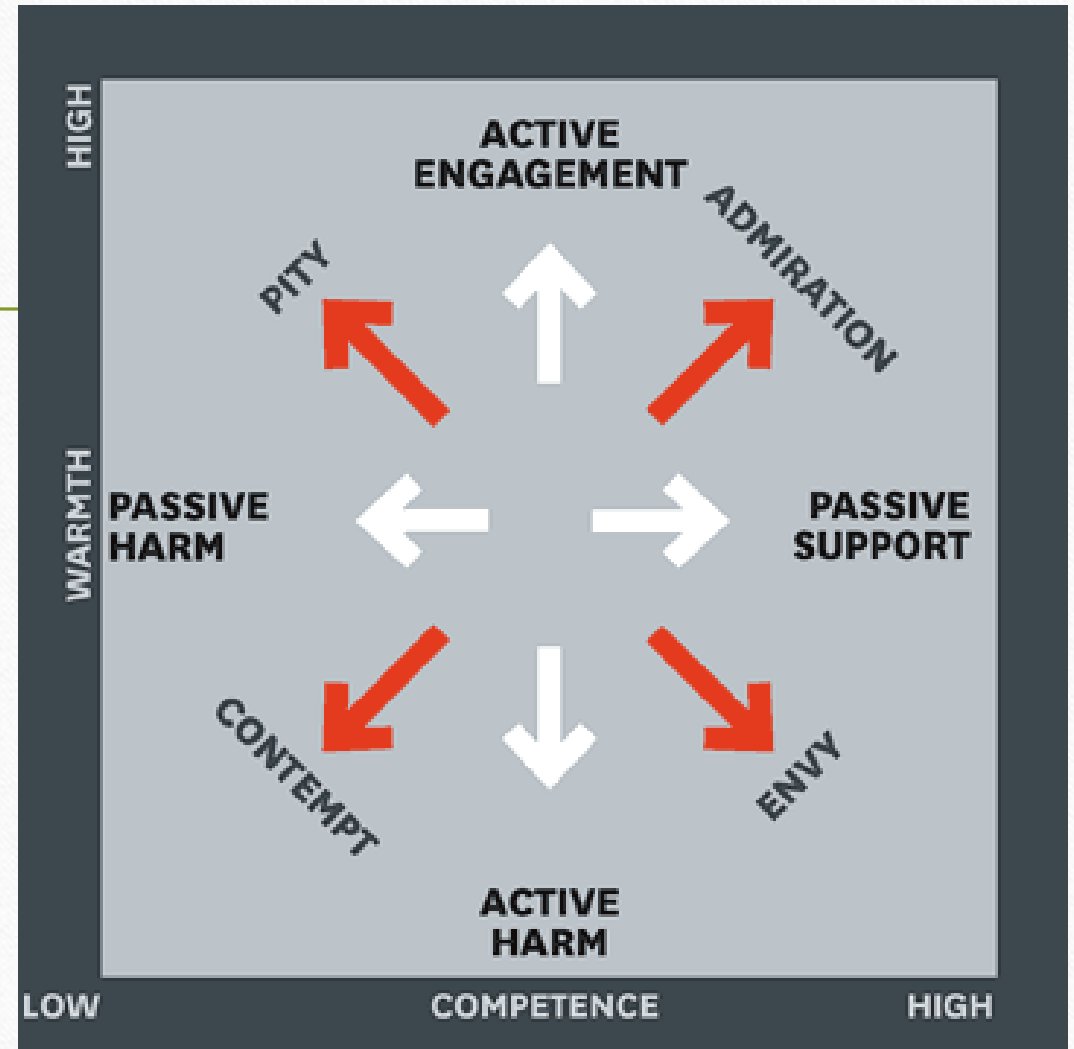 HIGH
ACTIVE
ENGAGEMENT
ADMIRATION
PITY
WARMTH
PASSIVE
HARM
PASSIVE
SUPPORT
CONTEMPT
ENVY
ACTIVE
HARM
LOW
COMPETENCE
HIGH